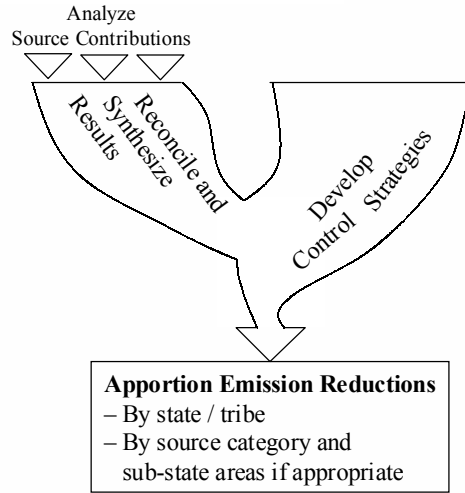 Analyze
Source Contributions
Reconcile and
Synthesize
Results
Develop
Control Strategies
Apportion Emission Reductions
– By state / tribe
– By source category and
sub-state areas if appropriate